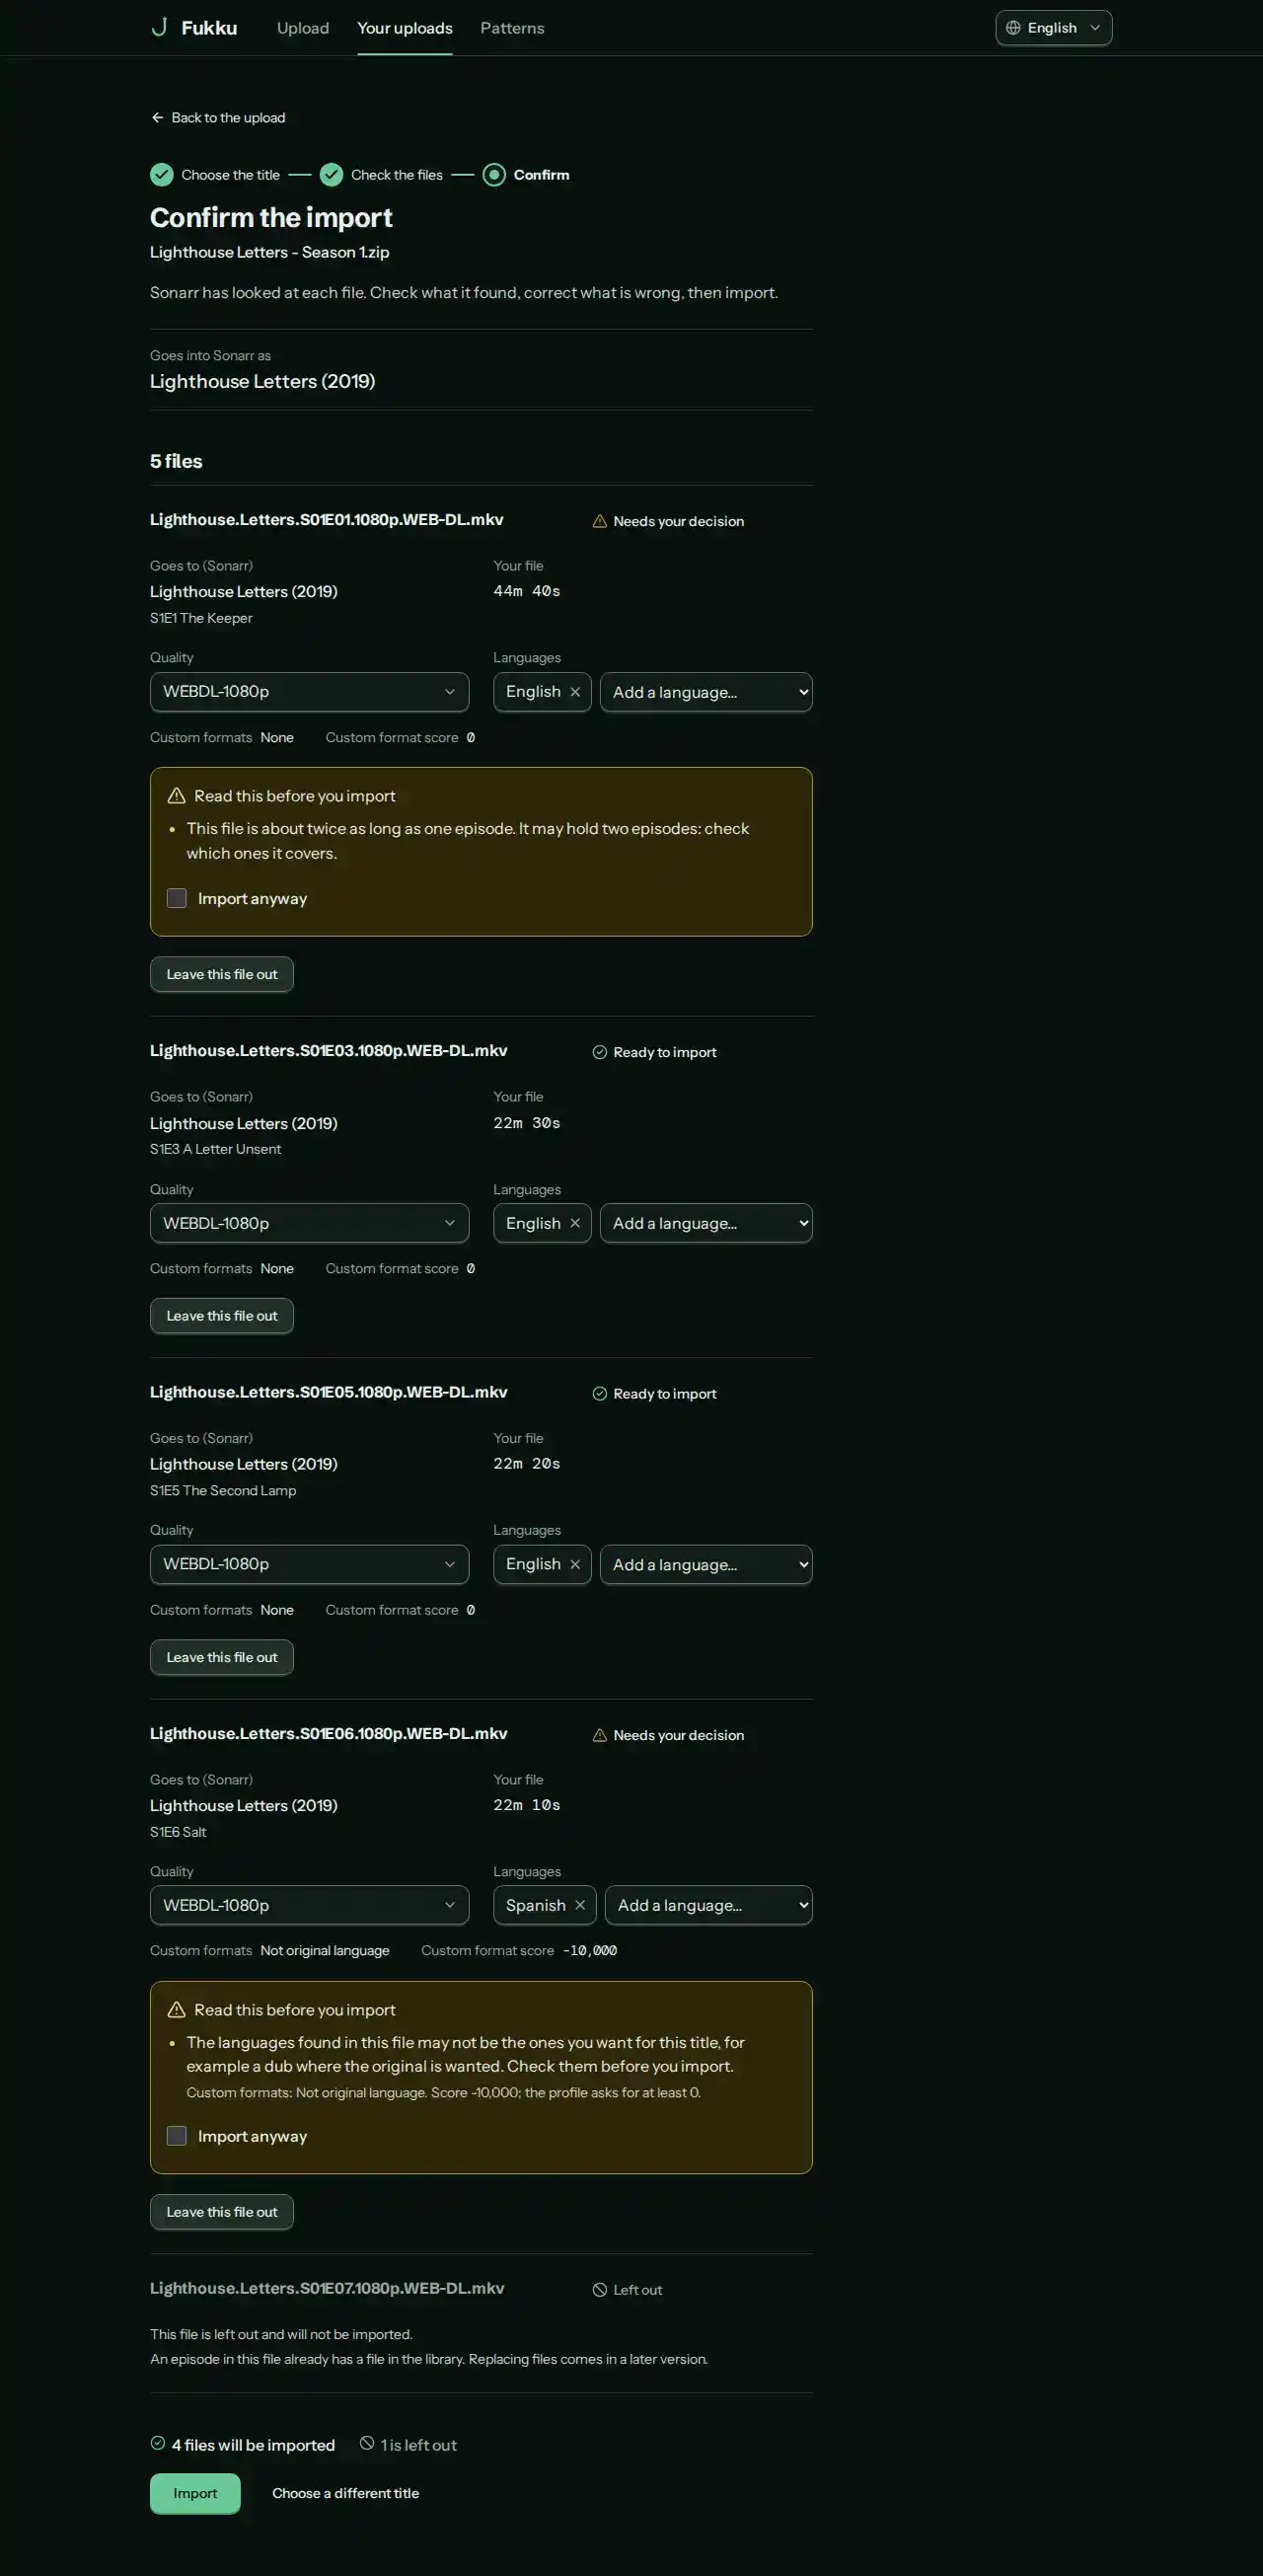 Fukku
Upload
Your uploads
Patterns
English
Back to the upload
Choose the title
Check the files
Confirm
Confirm the import
Lighthouse Letters - Season 1.zip
Sonarr has looked at each file. Check what it found, correct what is wrong, then import.
Goes into Sonarr as
Lighthouse Letters (2019)
5 files
Lighthouse.Letters.S01E01.1080p.WEB-DL.mkv
Needs your decision
Goes to (Sonarr)
Your file
Lighthouse Letters (2019)
44m 40s
S1E1 The Keeper
Quality
Languages
WEBDL-1080p
English
Add a language...
Custom formats None
Custom format score 0
Read this before you import
• This file is about twice as long as one episode. It may hold two episodes: check
which ones it covers.
Import anyway
Leave this file out
Lighthouse.Letters.S01E03.1080p.WEB-DL.mkv
Ready to import
Goes to (Sonarr)
Your file
Lighthouse Letters (2019)
22m 30s
S1E3 A Letter Unsent
Quality
Languages
WEBDL-1080p
English
Add a language...
Custom formats None
Custom format score 0
Leave this file out
Lighthouse.Letters.S01E05.1080p.WEB-DL.mkv
Ready to import
Goes to (Sonarr)
Your file
Lighthouse Letters (2019)
22m 20s
S1E5 The Second Lamp
Quality
Languages
WEBDL-1080p
English
Add a language...
Custom formats None
Custom format score 0
Leave this file out
Lighthouse.Letters.S01E06.1080p.WEB-DL.mkv
Needs your decision
Goes to (Sonarr)
Your file
Lighthouse Letters (2019)
22m 10s
S1E6 Salt
Quality
Languages
WEBDL-1080p
Spanish
Add a language...
Custom formats Not original language
Custom format score -10,000
Read this before you import
• The languages found in this file may not be the ones you want for this title, for
example a dub where the original is wanted. Check them before you import.
Custom formats: Not original language. Score -10,000; the profile asks for at least 0.
Import anyway
Leave this file out
Lighthouse.Letters.S01E07.1080p.WEB-DL.mkv
Left out
This file is left out and will not be imported.
An episode in this file already has a file in the library. Replacing files comes in a later version.
4 files will be imported
1 is left out
Import
Choose a different title